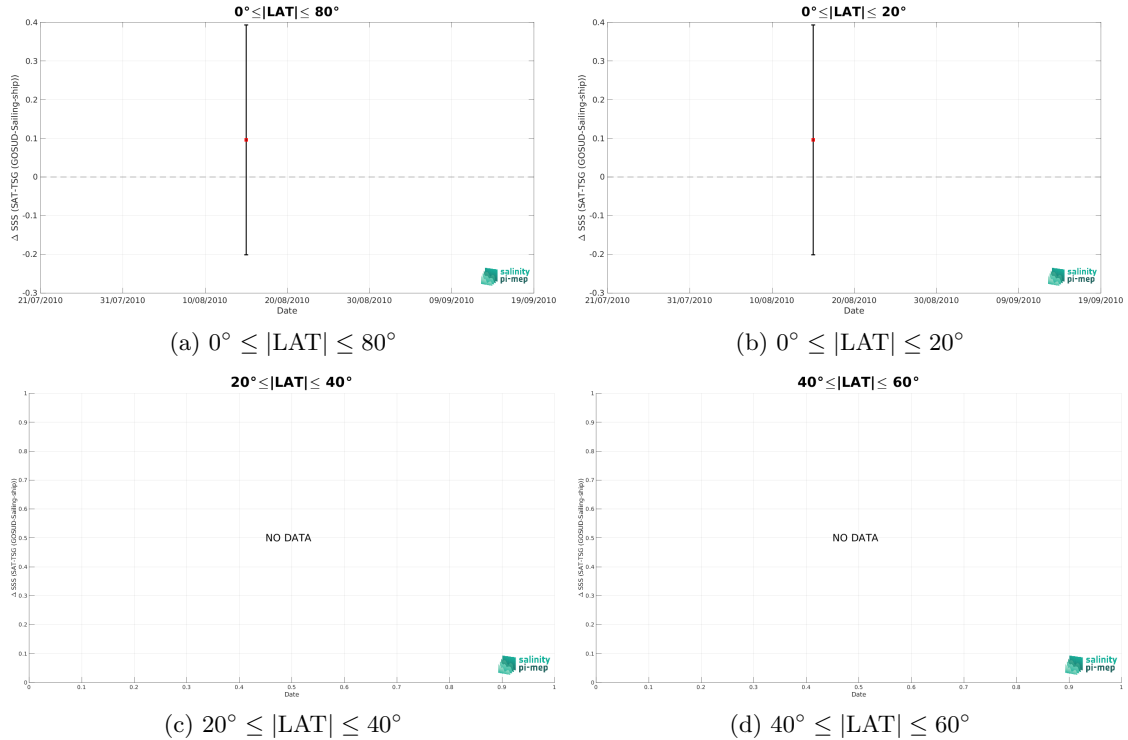 0°≤|LAT|≤ 80°
0.4
0.3
0.2
0.1
0
-0.1
-0.2
-0.3
Δ SSS (SAT-TSG (GOSUD-Sailing-ship))
21/07/2010 31/07/2010 10/08/2010 20/08/2010 30/08/2010 09/09/2010 19/09/2010
Date
salinity
pi-mep
(a) 0° ≤ |LAT| ≤ 80°
0°≤|LAT|≤ 20°
0.4
0.3
0.2
0.1
0
-0.1
-0.2
-0.3
Δ SSS (SAT-TSG (GOSUD-Sailing-ship))
21/07/2010 31/07/2010 10/08/2010 20/08/2010 30/08/2010 09/09/2010 19/09/2010
Date
salinity
pi-mep
(b) 0° ≤ |LAT| ≤ 20°
20°≤|LAT|≤ 40°
1
0.9
0.8
0.7
0.6
0.5
0.4
0.3
0.2
0.1
0
Δ SSS (SAT-TSG (GOSUD-Sailing-ship))
NO DATA
0 0.1 0.2 0.3 0.4 0.5 0.6 0.7 0.8 0.9 1
Date
salinity
pi-mep
(c) 20° ≤ |LAT| ≤ 40°
40°≤|LAT|≤ 60°
1
0.9
0.8
0.7
0.6
0.5
0.4
0.3
0.2
0.1
0
Δ SSS (SAT-TSG (GOSUD-Sailing-ship))
NO DATA
0 0.1 0.2 0.3 0.4 0.5 0.6 0.7 0.8 0.9 1
Date
salinity
pi-mep
(d) 40° ≤ |LAT| ≤ 60°